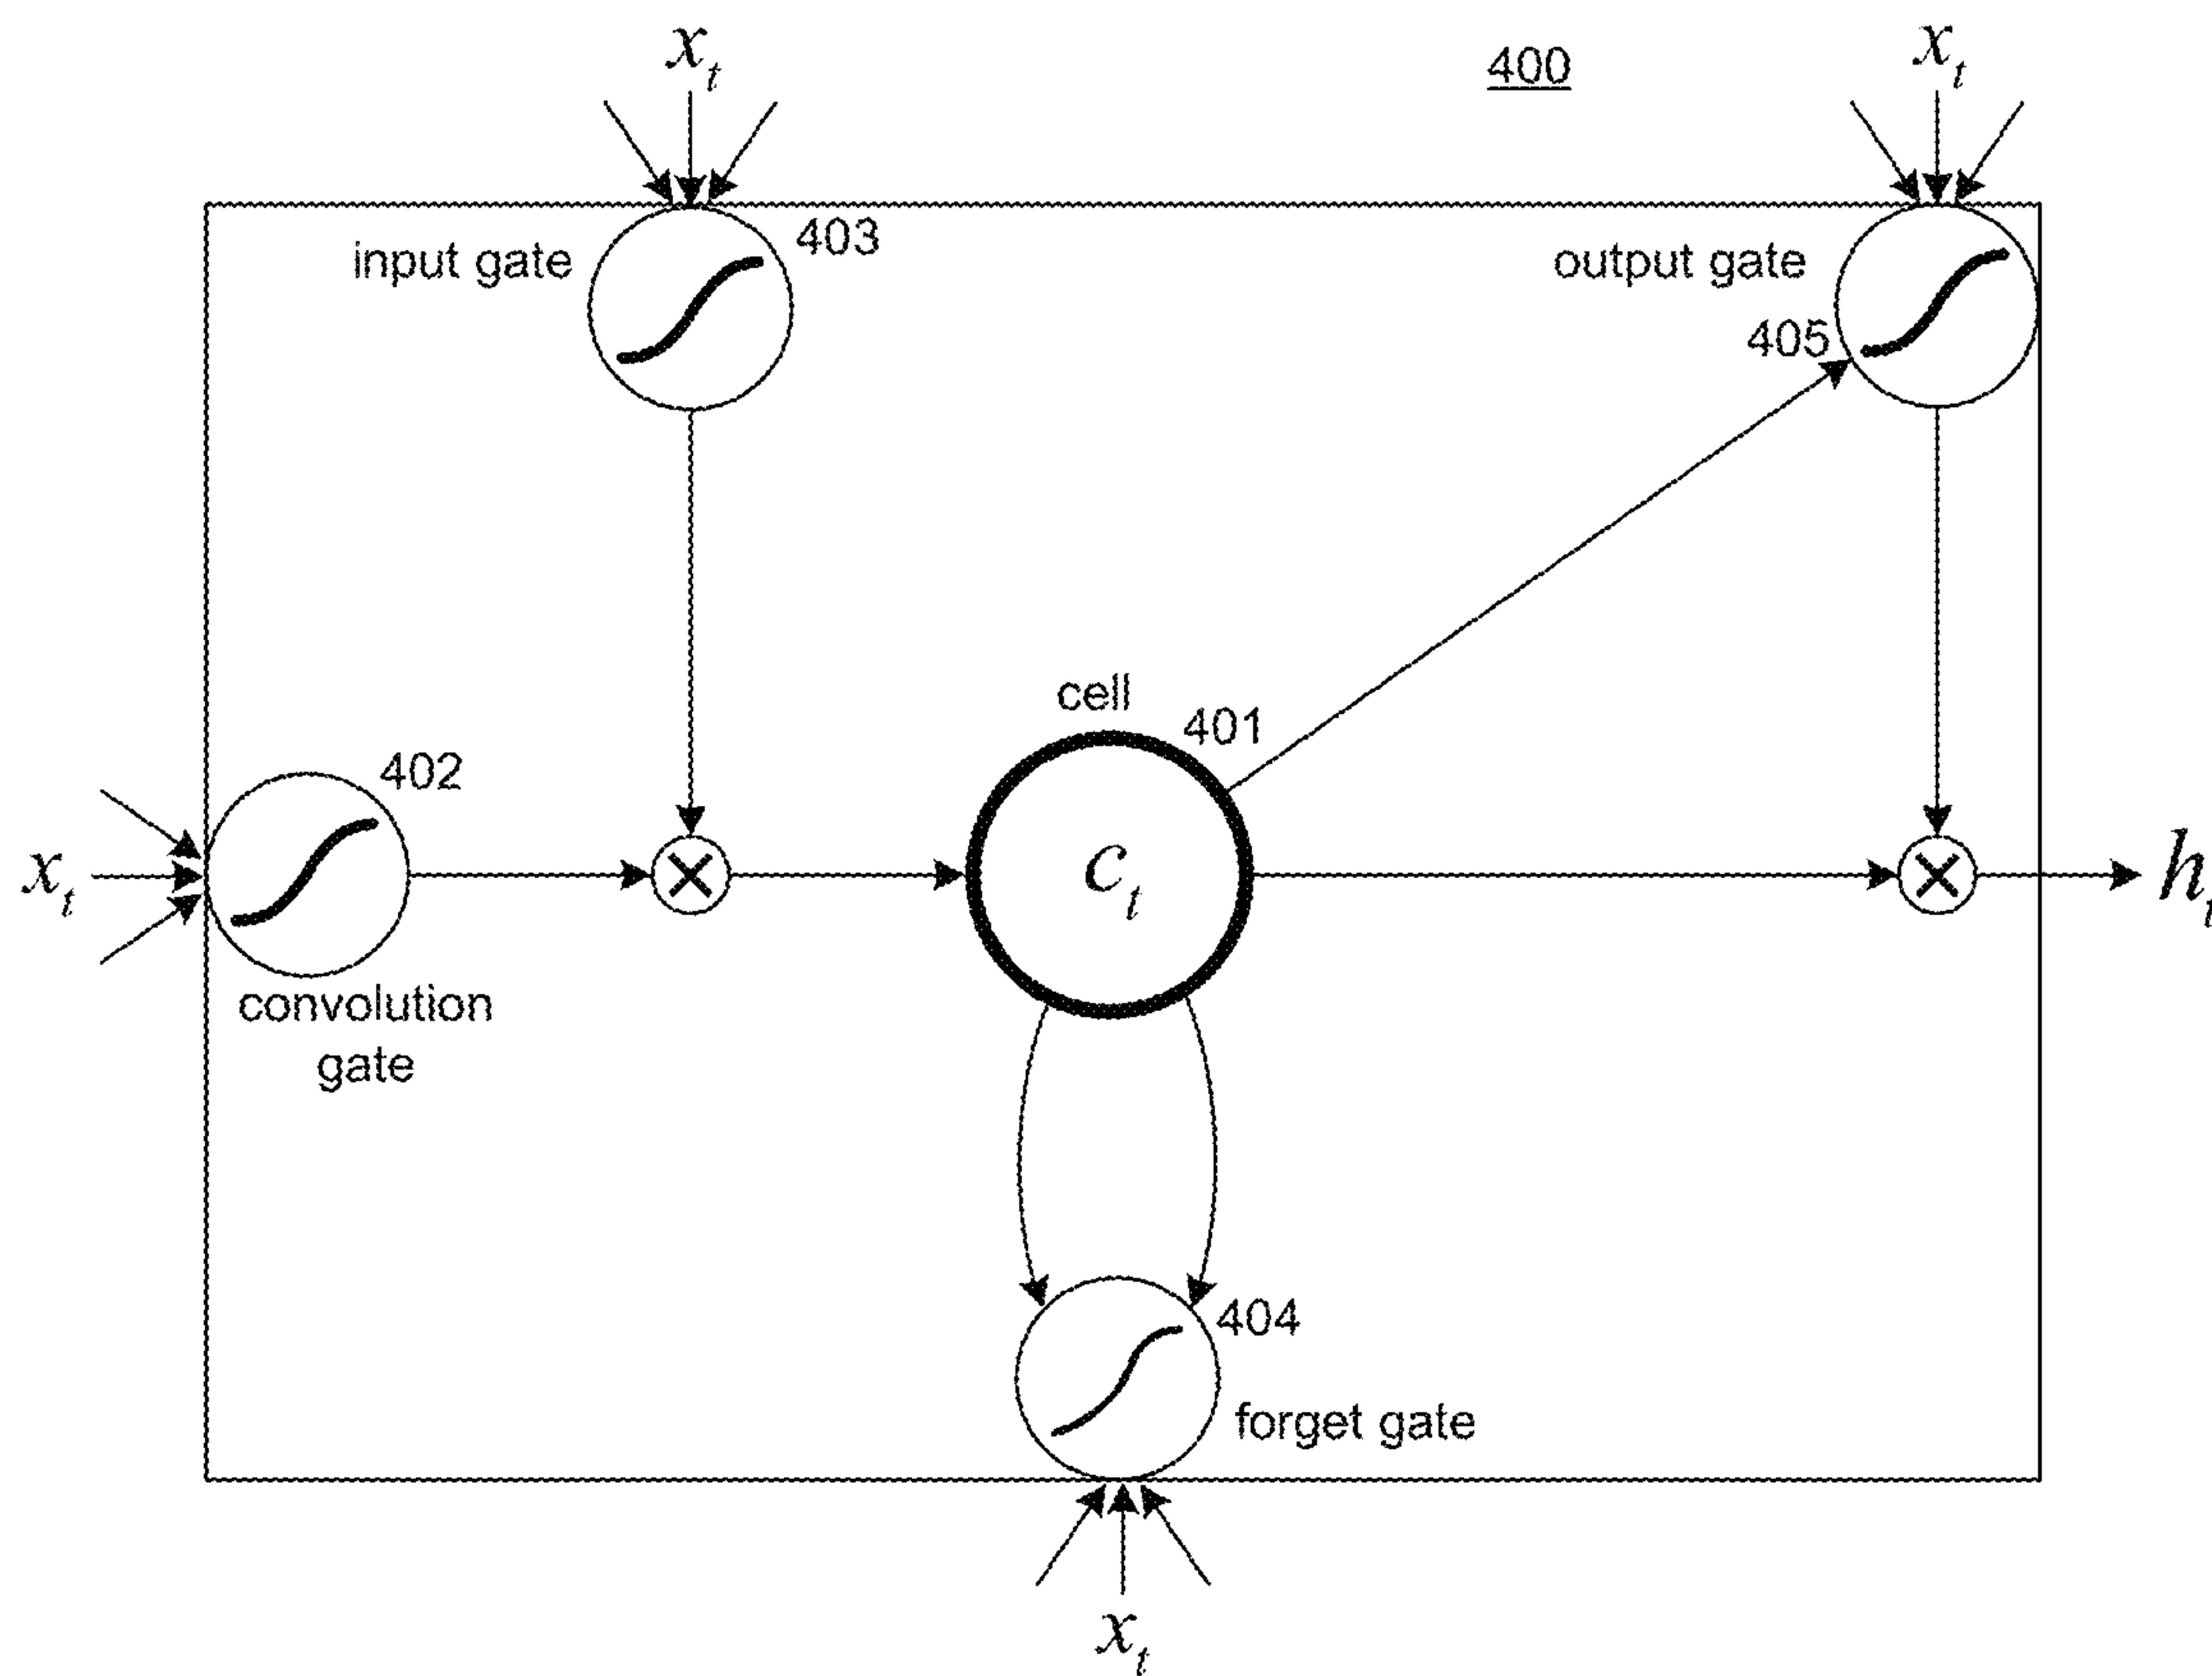 x_t
400
x_t
input gate
403
output gate
405
cell
401
402
x_t
c_t
h_t
convolution
gate
404
forget gate
x_t